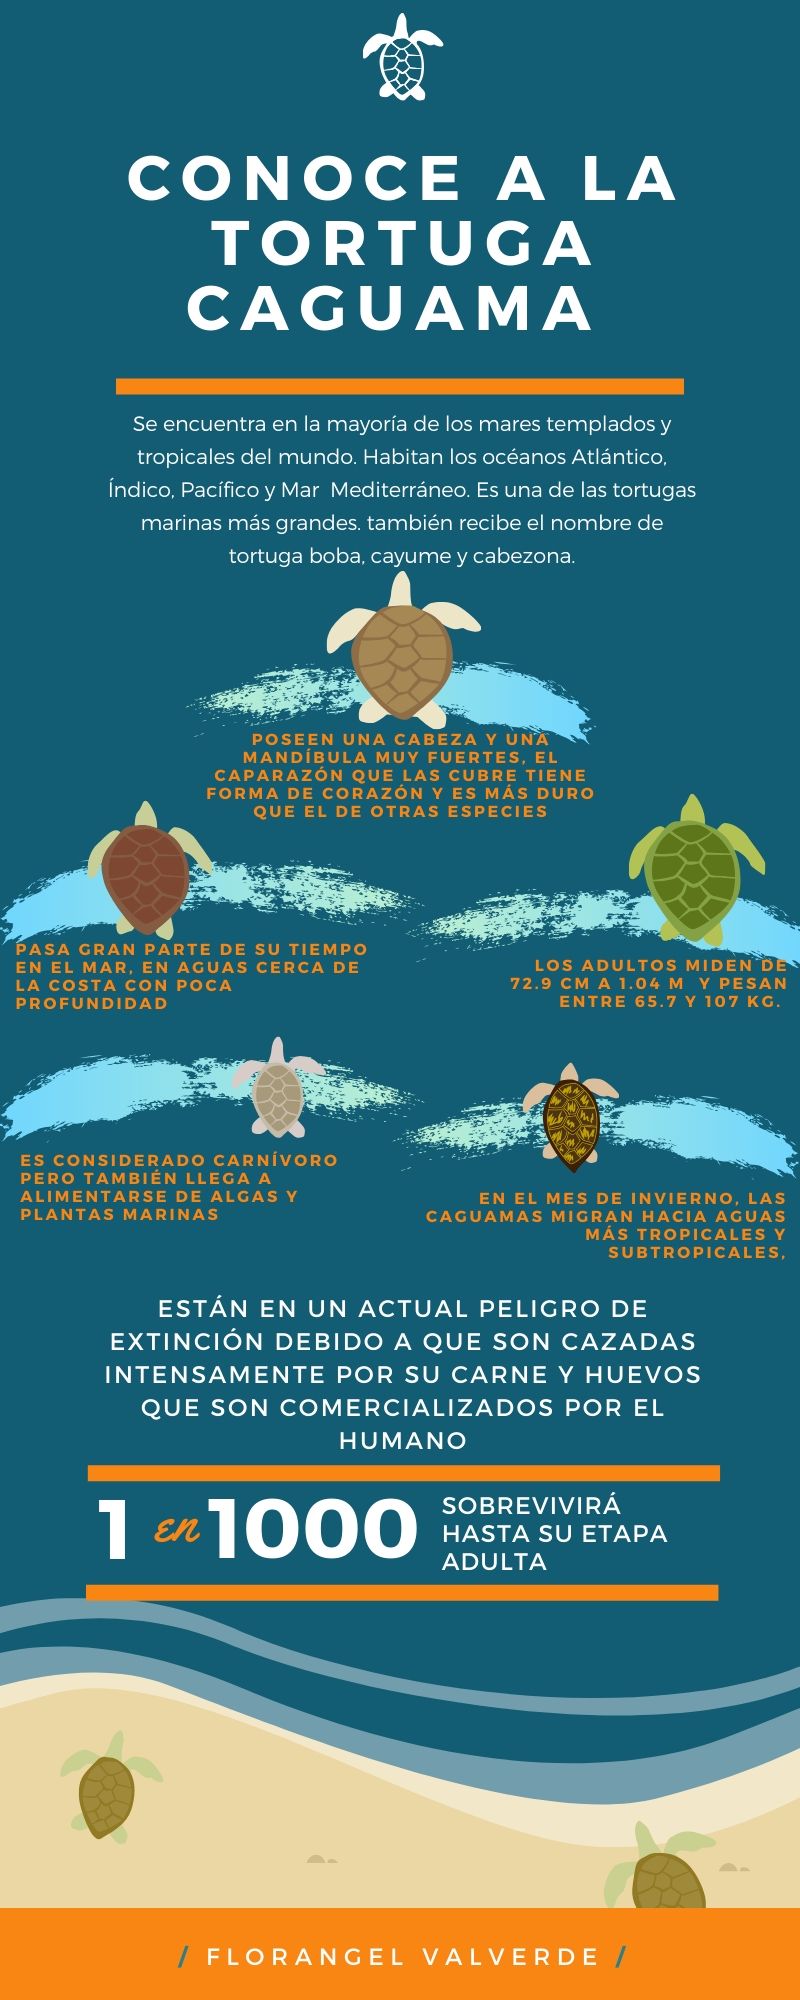 CONOCE A LA
TORTUGA
CAGUAMA
Se encuentra en la mayoría de los mares templados y
tropicales del mundo. Habitan los océanos Atlántico,
Índico, Pacífico y Mar Mediterráneo. Es una de las tortugas
marinas más grandes. también recibe el nombre de
tortuga boba, cayume y cabezona.
POSEEN UNA CABEZA Y UNA
MANDÍBULA MUY FUERTES, EL
CAPARAZÓN QUE LAS CUBRE TIENE
FORMA DE CORAZÓN Y ES MÁS DURO
QUE EL DE OTRAS ESPECIES
PASA GRAN PARTE DE SU TIEMPO
EN EL MAR, EN AGUAS CERCA DE
LA COSTA CON POCA
PROFUNDIDAD
LOS ADULTOS MIDEN DE
72.9 CM A 1.04 M Y PESAN
ENTRE 65.7 Y 107 KG.
ES CONSIDERADO CARNÍVORO
PERO TAMBIÉN LLEGA A
ALIMENTARSE DE ALGAS Y
PLANTAS MARINAS
EN EL MES DE INVIERNO, LAS
CAGUAMAS MIGRAN HACIA AGUAS
MÁS TROPICALES Y
SUBTROPICALES,
ESTÁN EN UN ACTUAL PELIGRO DE
EXTINCIÓN DEBIDO A QUE SON CAZADAS
INTENSAMENTE POR SU CARNE Y HUEVOS
QUE SON COMERCIALIZADOS POR EL
HUMANO
1 en 1000
SOBREVIVIRÁ
HASTA SU ETAPA
ADULTA
/ FLORANGEL VALVERDE /